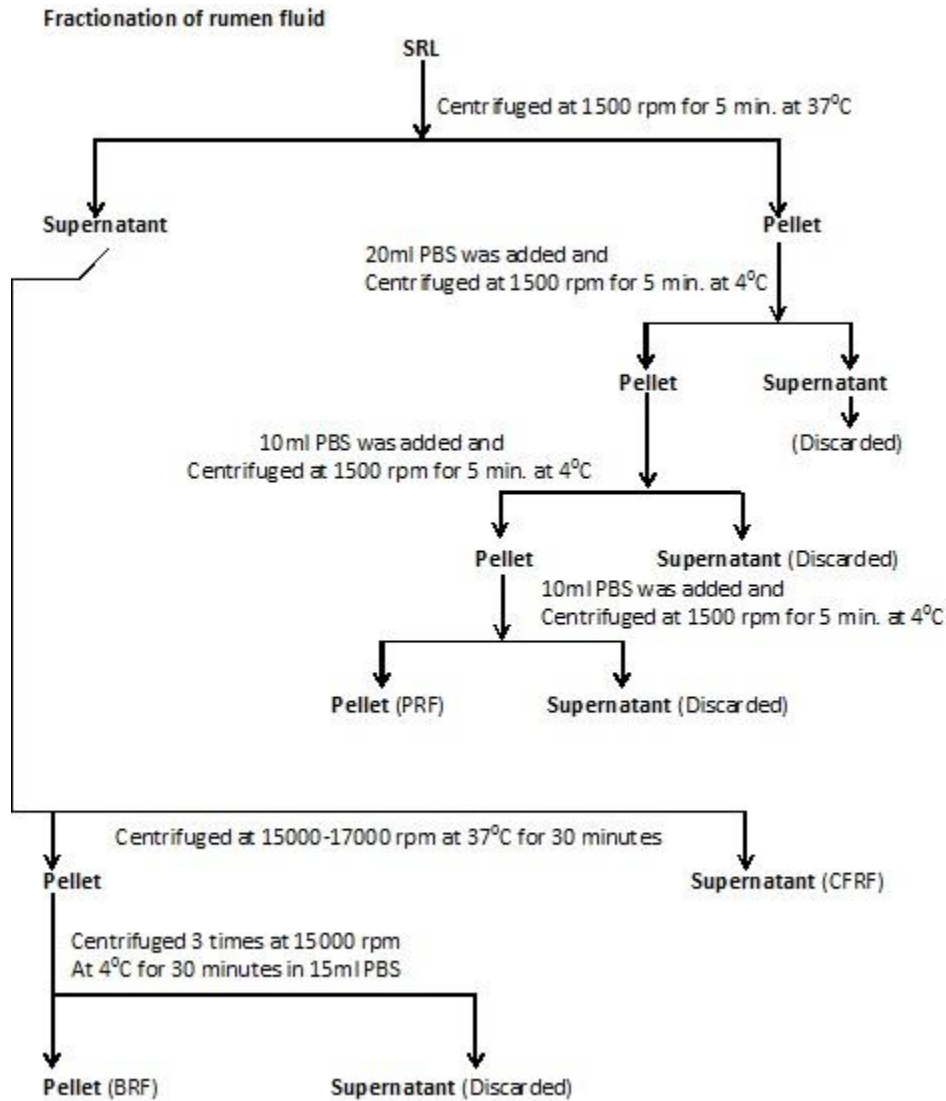 Fractionation of rumen fluid
SRL
Centrifuged at 1500 rpm for 5 min. at 37⁰C
Supernatant
Pellet
20ml PBS was added and
Centrifuged at 1500 rpm for 5 min. at 4⁰C
Pellet
Supernatant
(Discarded)
10ml PBS was added and
Centrifuged at 1500 rpm for 5 min. at 4⁰C
Pellet
Supernatant (Discarded)
10ml PBS was added and
Centrifuged at 1500 rpm for 5 min. at 4⁰C
Pellet (PRF)
Supernatant (Discarded)
Centrifuged at 15000-17000 rpm at 37⁰C for 30 minutes
Pellet
Supernatant (CFRF)
Centrifuged 3 times at 15000 rpm
At 4⁰C for 30 minutes in 15ml PBS
Pellet (BRF)
Supernatant (Discarded)